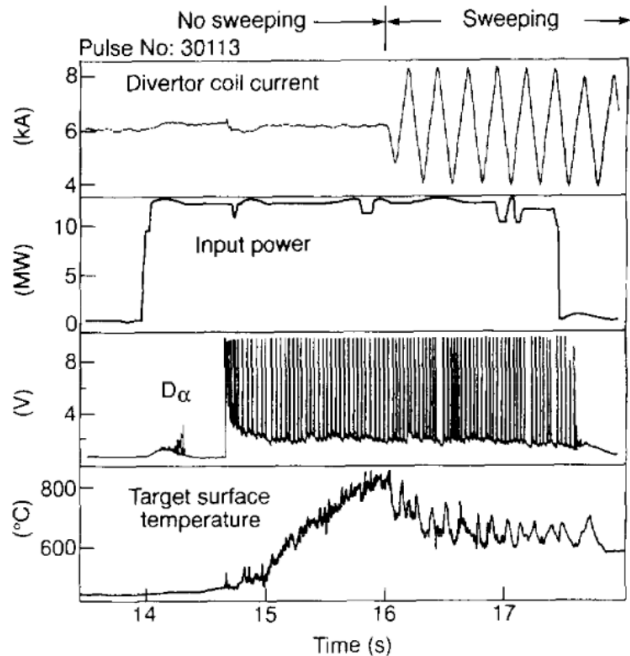 No sweeping Sweeping
Pulse No: 30113
Divertor coil current
8
6
4
(kA)
Input power
10
5
0
(MW)
Dα
8
4
(V)
Target surface
temperature
800
600
(°C)
14 15 16 17
Time (s)